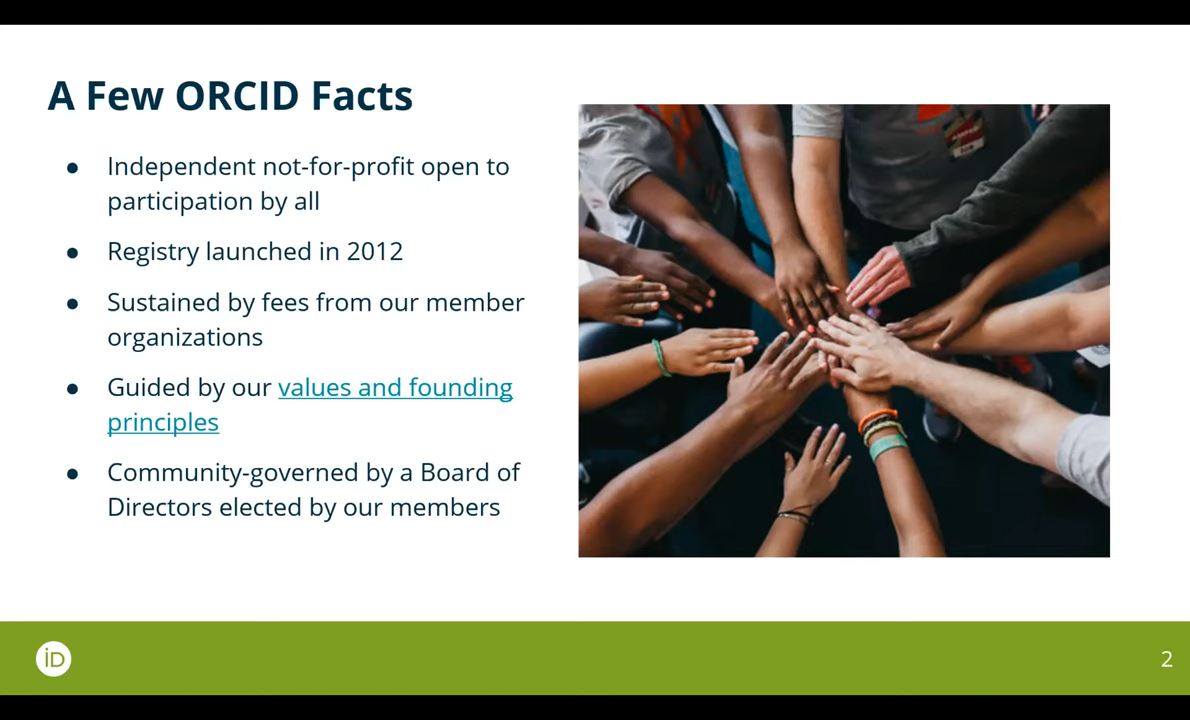 A Few ORCID Facts
● Independent not-for-profit open to
participation by all
● Registry launched in 2012
● Sustained by fees from our member
organizations
● Guided by our values and founding
principles
● Community-governed by a Board of
Directors elected by our members
iD
2